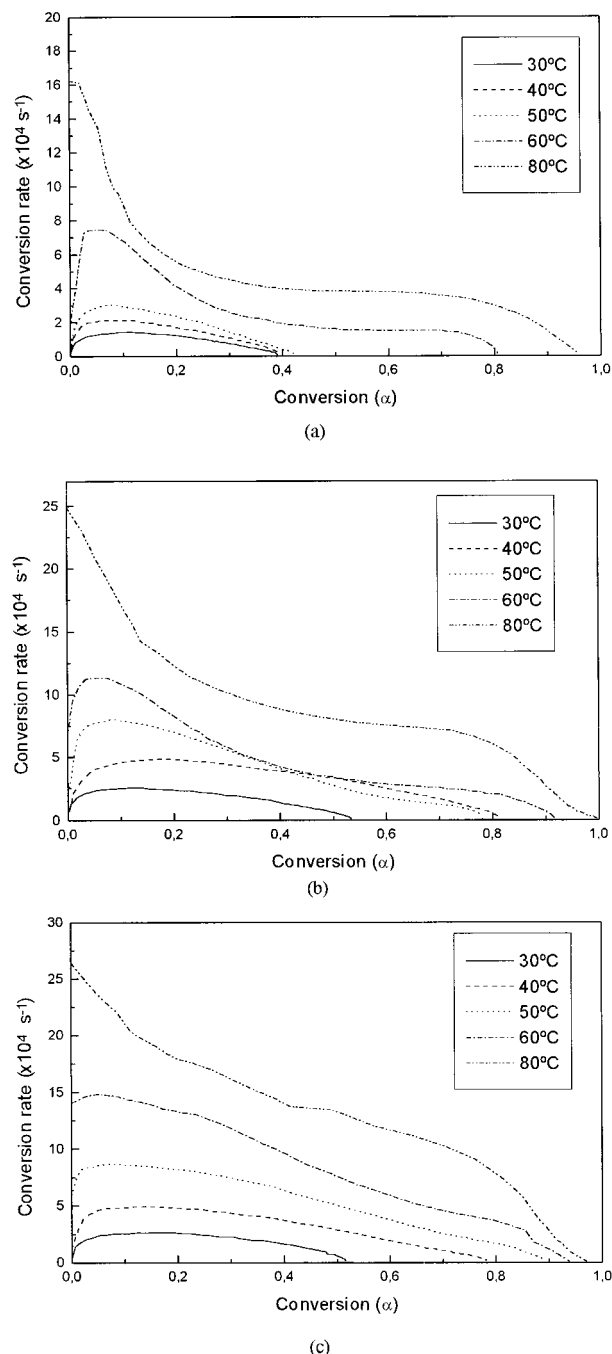 20
18
16
14
12
10
8
6
4
2
0
Conversion rate (x10⁴ s⁻¹)
30ºC
40ºC
50ºC
60ºC
80ºC
0,0 0,2 0,4 0,6 0,8 1,0
Conversion (α)
(a)
25
20
15
10
5
0
Conversion rate (x10⁴ s⁻¹)
30ºC
40ºC
50ºC
60ºC
80ºC
0,0 0,2 0,4 0,6 0,8 1,0
Conversion (α)
(b)
30
25
20
15
10
5
0
Conversion rate (x10⁴ s⁻¹)
30ºC
40ºC
50ºC
60ºC
80ºC
0,0 0,2 0,4 0,6 0,8 1,0
Conversion (α)
(c)